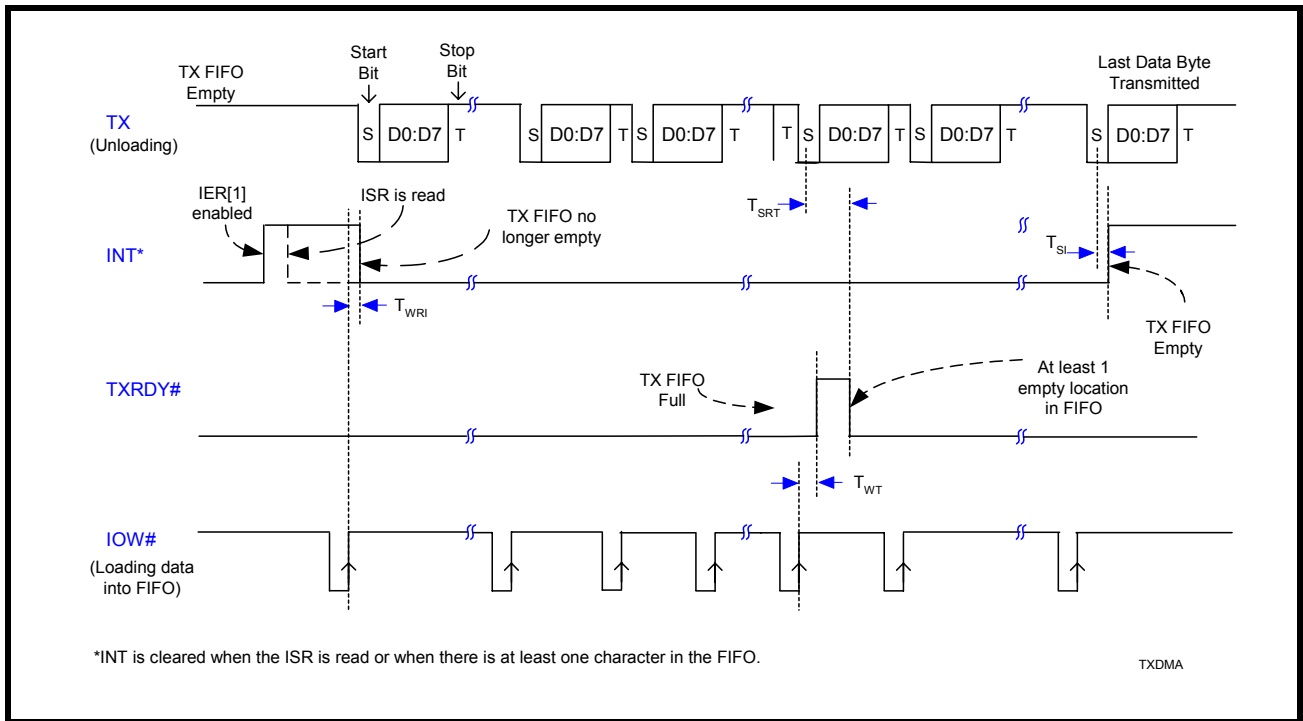 Start
Bit
Stop
Bit
TX FIFO
Empty
Last Data Byte
Transmitted
TX
(Unloading)
S D0:D7 T
S D0:D7 T S D0:D7 T
T S D0:D7 T S D0:D7 T
S D0:D7 T
IER[1]
enabled
ISR is read
TX FIFO no
longer empty
TSRT
TSI
INT*
TWRI
TX FIFO
Empty
TXRDY#
TX FIFO
Full
At least 1
empty location
in FIFO
TWT
IOW#
(Loading data
into FIFO)
*INT is cleared when the ISR is read or when there is at least one character in the FIFO.
TXDMA